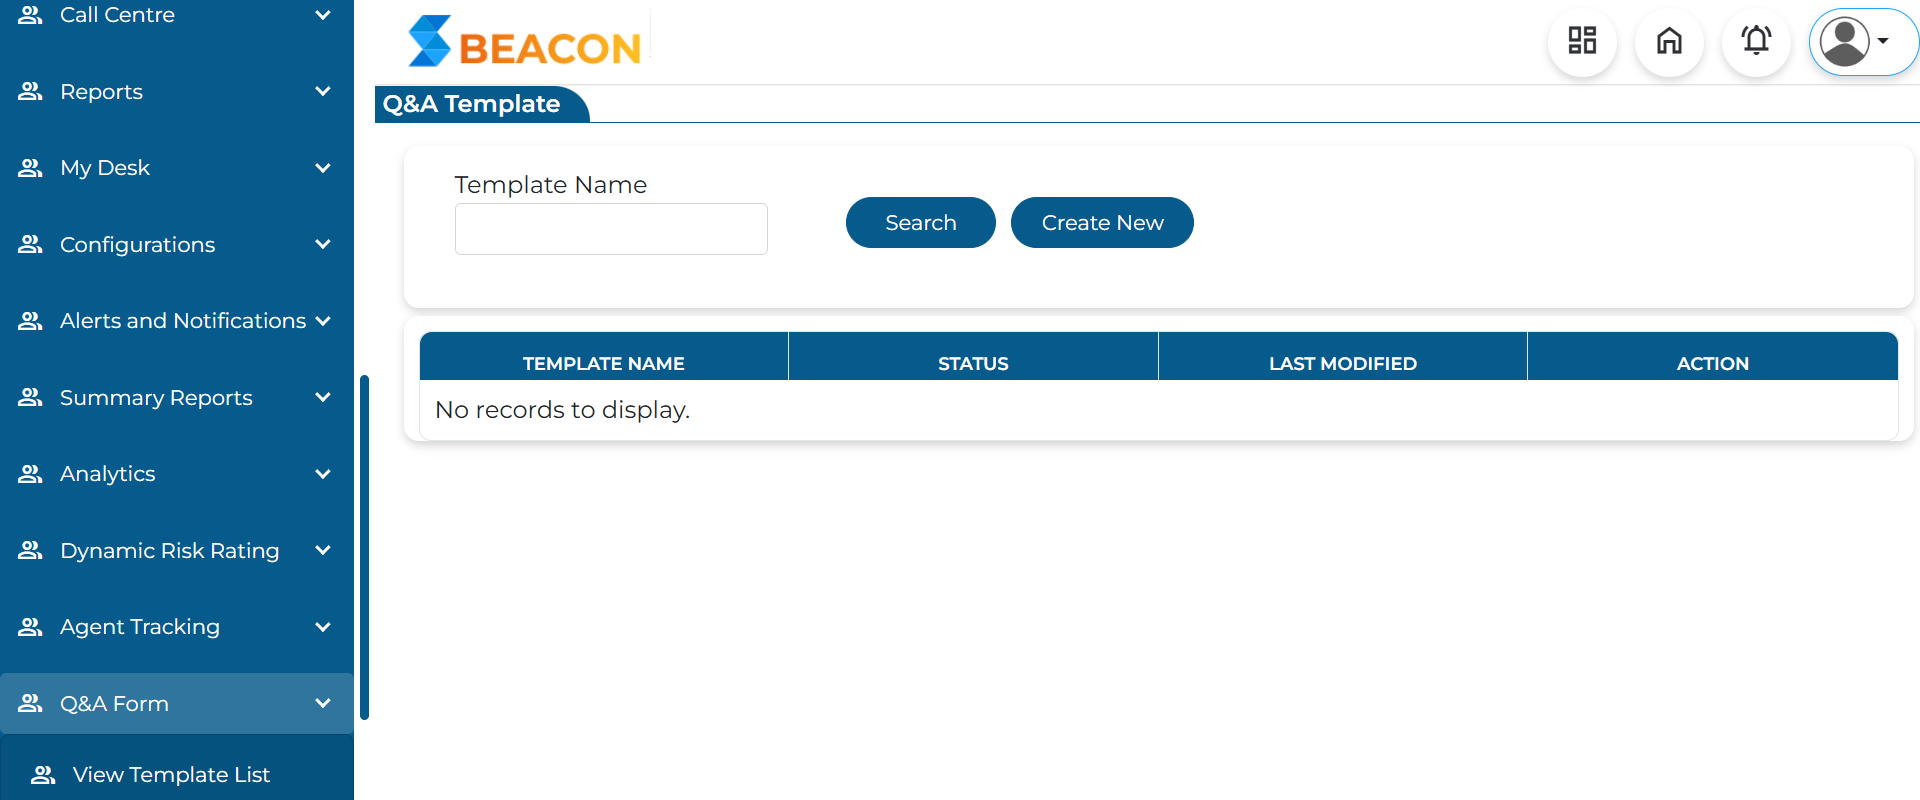 Call Centre
Reports
My Desk
Configurations
Alerts and Notifications
Summary Reports
Analytics
Dynamic Risk Rating
Agent Tracking
Q&A Form
View Template List
BEACON
Q&A Template
Template Name
Search
Create New
TEMPLATE NAME STATUS LAST MODIFIED ACTION
No records to display.